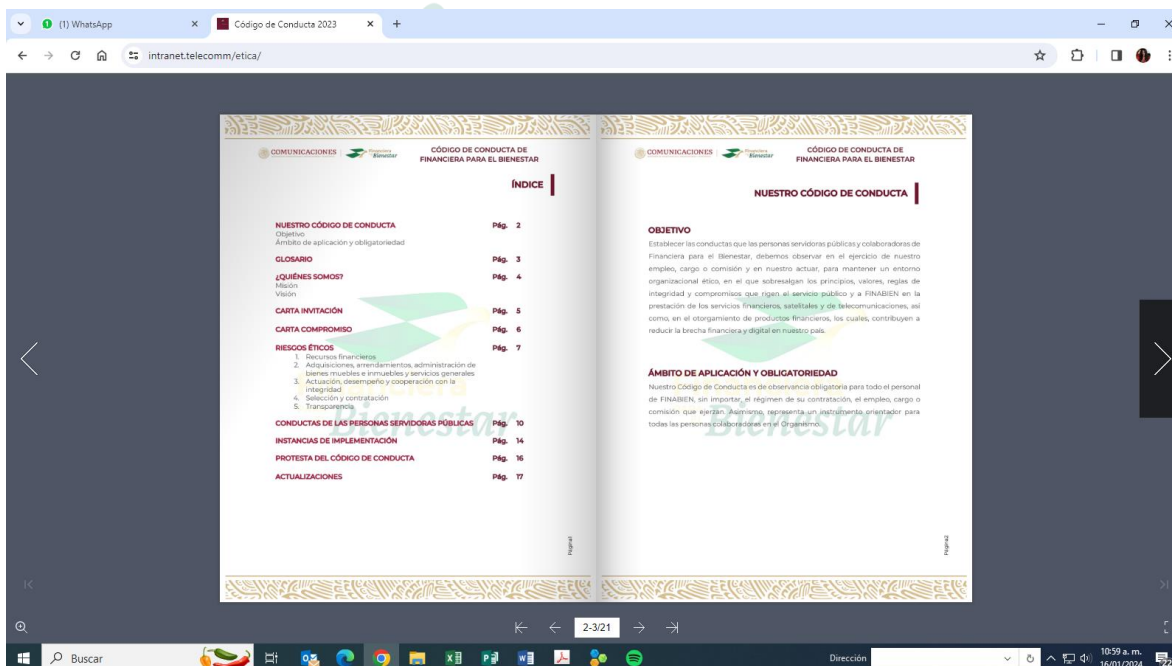 (1) WhatsApp
Código de Conducta 2023
intranet.telecomm/etica/
COMUNICACIONES
Financiera
Bienestar
CÓDIGO DE CONDUCTA DE
FINANCIERA PARA EL BIENESTAR
ÍNDICE
NUESTRO CÓDIGO DE CONDUCTA Pág. 2
Objetivo
Ámbito de aplicación y obligatoriedad
GLOSARIO Pág. 3
¿QUIÉNES SOMOS? Pág. 4
Misión
Visión
CARTA INVITACIÓN Pág. 5
CARTA COMPROMISO Pág. 6
RIESGOS ÉTICOS Pág. 7
1. Recursos financieros
2. Adquisiciones, arrendamientos, administración de
bienes muebles e inmuebles y servicios generales
3. Actuación, desempeño y cooperación con la
integridad
4. Selección y contratación
5. Transparencia
CONDUCTAS DE LAS PERSONAS SERVIDORAS PÚBLICAS Pág. 10
INSTANCIAS DE IMPLEMENTACIÓN Pág. 14
PROTESTA DEL CÓDIGO DE CONDUCTA Pág. 16
ACTUALIZACIONES Pág. 17
Financiera
Bienestar
Página1
COMUNICACIONES
Financiera
Bienestar
CÓDIGO DE CONDUCTA DE
FINANCIERA PARA EL BIENESTAR
NUESTRO CÓDIGO DE CONDUCTA
OBJETIVO
Establecer las conductas que las personas servidoras públicas y colaboradoras de
Financiera para el Bienestar, debemos observar en el ejercicio de nuestro
empleo, cargo o comisión y en nuestro actuar, para mantener un entorno
organizacional ético, en el que sobresalgan los principios, valores, reglas de
integridad y compromisos que rigen el servicio público y a FINABIEN en la
prestación de los servicios financieros, satelitales y de telecomunicaciones, así
como, en el otorgamiento de productos financieros, los cuales, contribuyen a
reducir la brecha financiera y digital en nuestro país.
ÁMBITO DE APLICACIÓN Y OBLIGATORIEDAD
Nuestro Código de Conducta es de observancia obligatoria para todo el personal
de FINABIEN, sin importar, el régimen de su contratación, el empleo, cargo o
comisión que ejerzan. Asimismo, representa un instrumento orientador para
todas las personas colaboradores en el Organismo.
Financiera
Bienestar
Página2
2-3/21
Buscar
Dirección
10:59 a. m.
16/01/2024